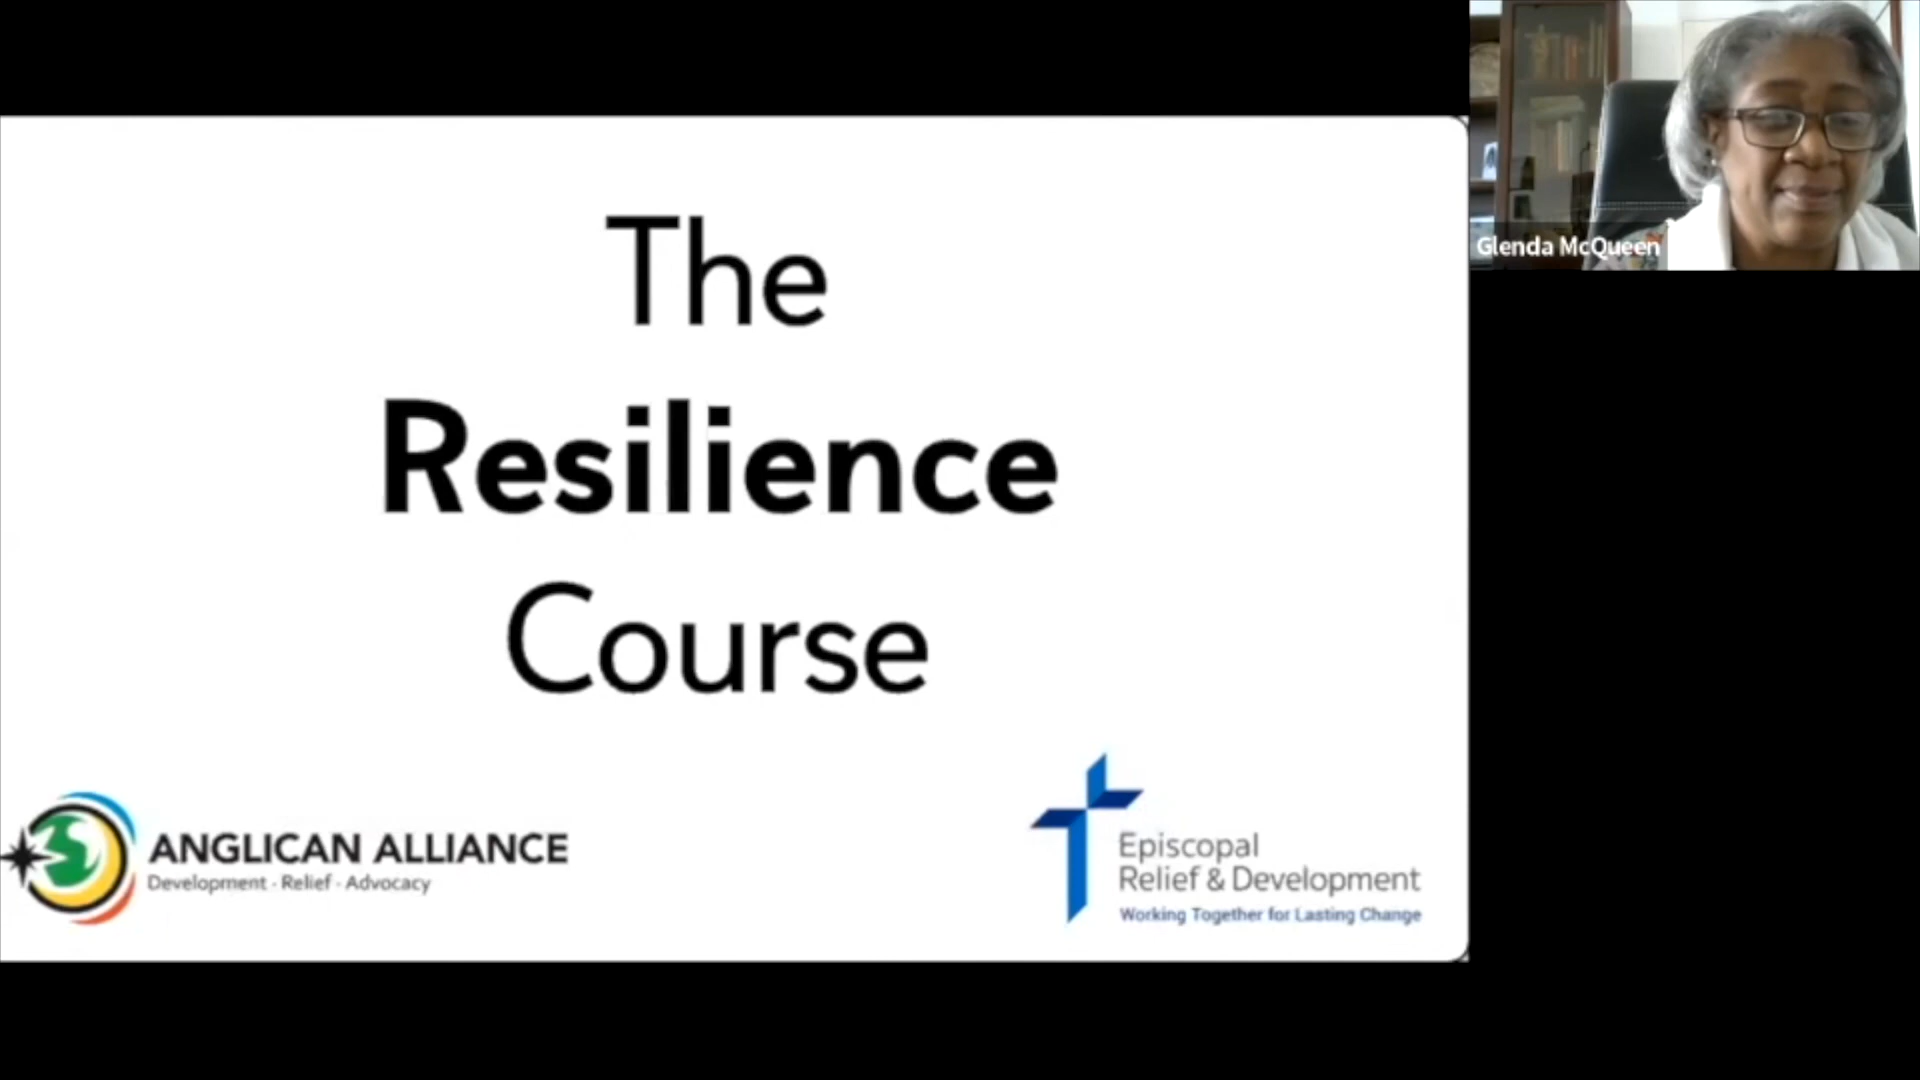 The
Resilience
Course
ANGLICAN ALLIANCE
Development · Relief · Advocacy
Episcopal
Relief & Development
Working Together for Lasting Change
Glenda McQueen